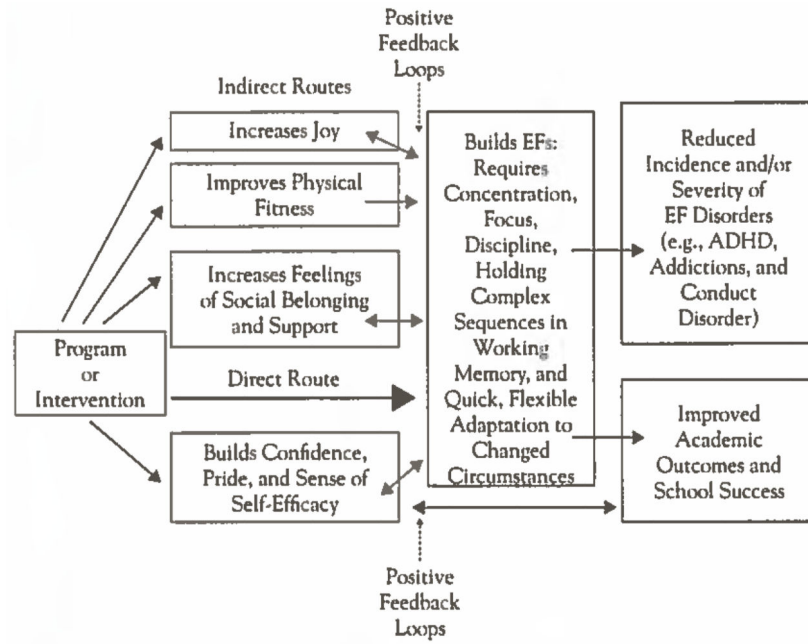 Positive
Feedback
Loops
Indirect Routes
Increases Joy
Improves Physical
Fitness
Increases Feelings
of Social Belonging
and Support
Program
or
Intervention
Direct Route
Builds Confidence,
Pride, and Sense of
Self-Efficacy
Builds EFs:
Requires
Concentration,
Focus,
Discipline,
Holding
Complex
Sequences in
Working
Memory, and
Quick, Flexible
Adaptation to
Changed
Circumstances
Reduced
Incidence and/or
Severity of
EF Disorders
(e.g., ADHD,
Addictions, and
Conduct
Disorder)
Improved
Academic
Outcomes and
School Success
Positive
Feedback
Loops